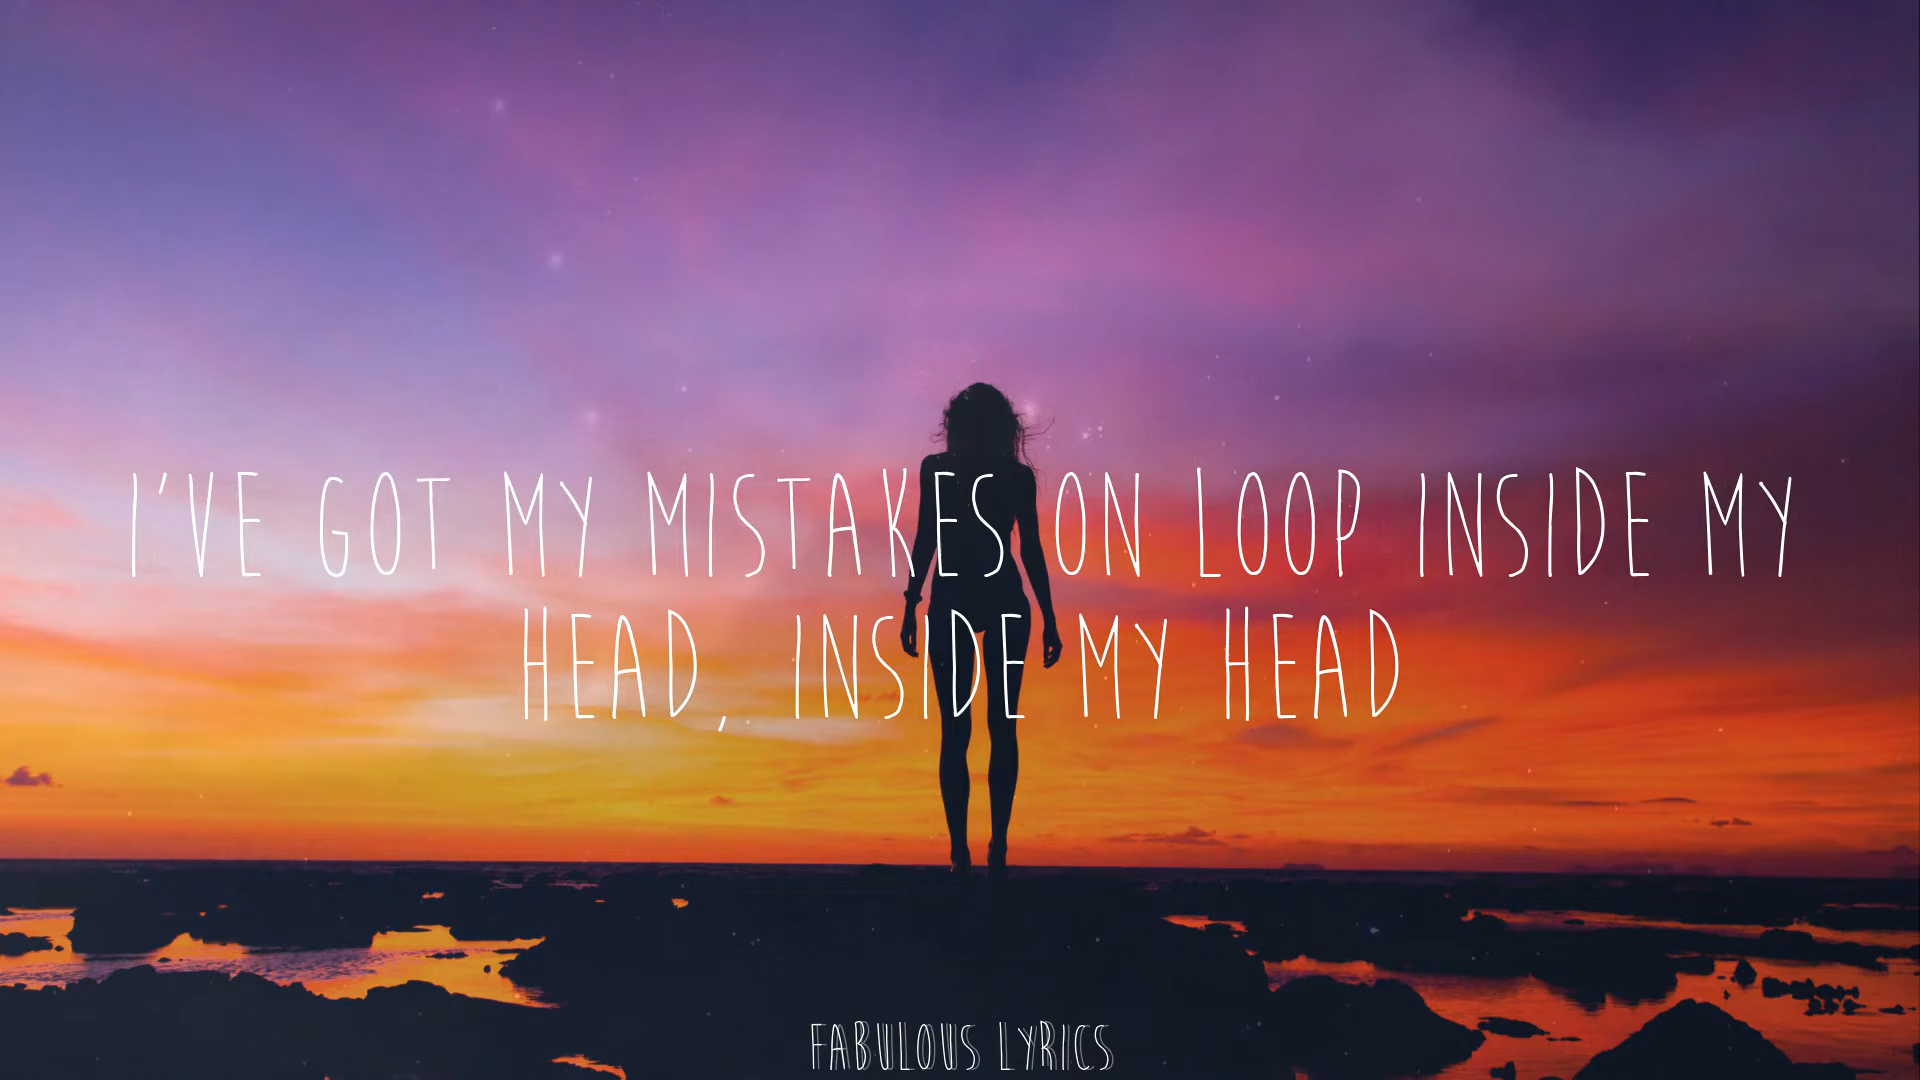 I'VE GOT MY MISTAKES ON LOOP INSIDE MY
HEAD, INSIDE MY HEAD
FABULOUS LYRICS